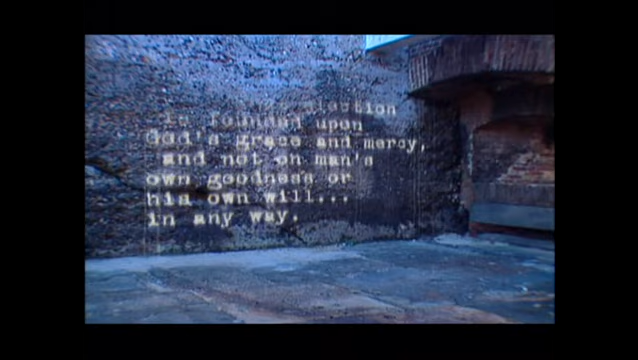 election
is founded upon
God's grace and mercy,
and not on man's
own goodness or
his own will...
in any way.